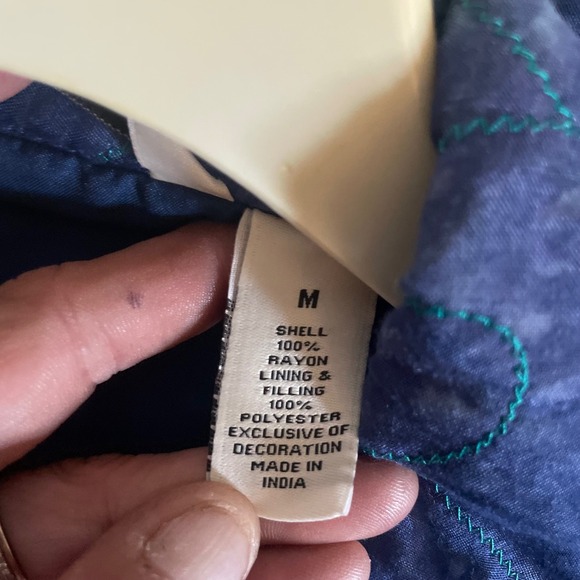 M
SHELL
100%
RAYON
LINING &
FILLING
100%
POLYESTER
EXCLUSIVE OF
DECORATION
MADE IN
INDIA